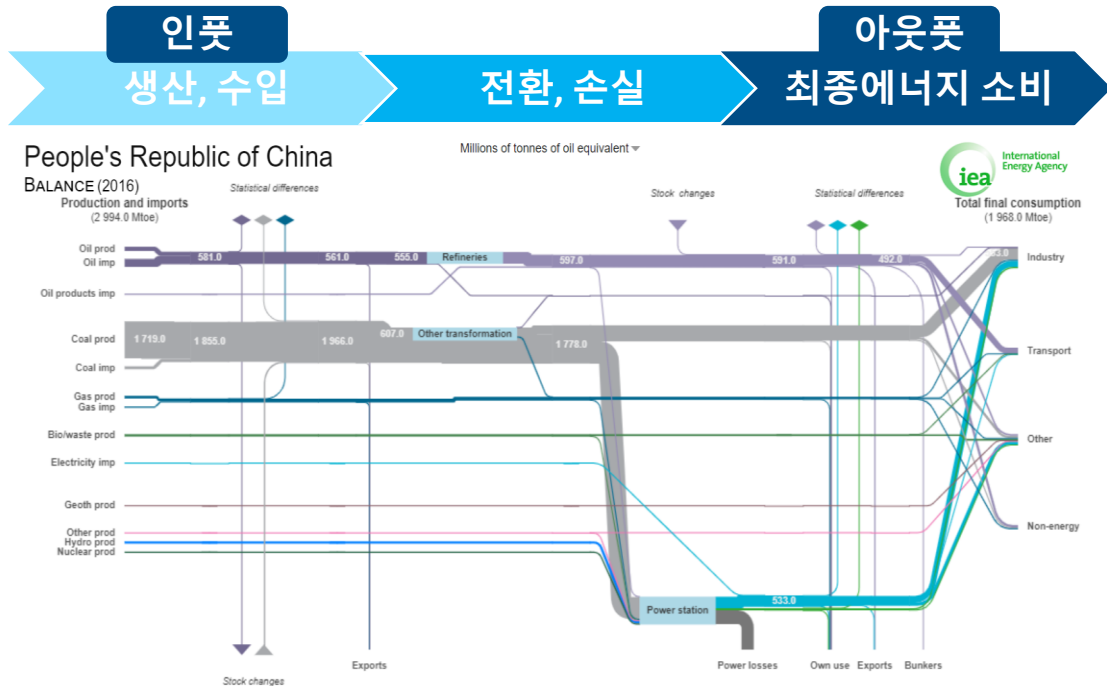 인풋
아웃풋
생산, 수입
전환, 손실
최종에너지 소비
People's Republic of China
BALANCE (2016)
Millions of tonnes of oil equivalent
iea
International
Energy Agency
Production and imports
(2 994.0 Mtoe)
Statistical differences
Stock changes
Statistical differences
Total final consumption
(1 968.0 Mtoe)
Oil prod
Oil imp
581.0
561.0
555.0
Refineries
597.0
591.0
492.0
Industry
Oil products imp
Coal prod
1 719.0
1 855.0
1 966.0
607.0
Other transformation
1 778.0
Transport
Coal imp
Gas prod
Gas imp
Bio/waste prod
Other
Electricity imp
Geoth prod
Other prod
Hydro prod
Nuclear prod
Non-energy
Power station
533.0
Exports
Power losses
Own use
Exports
Bunkers
Stock changes